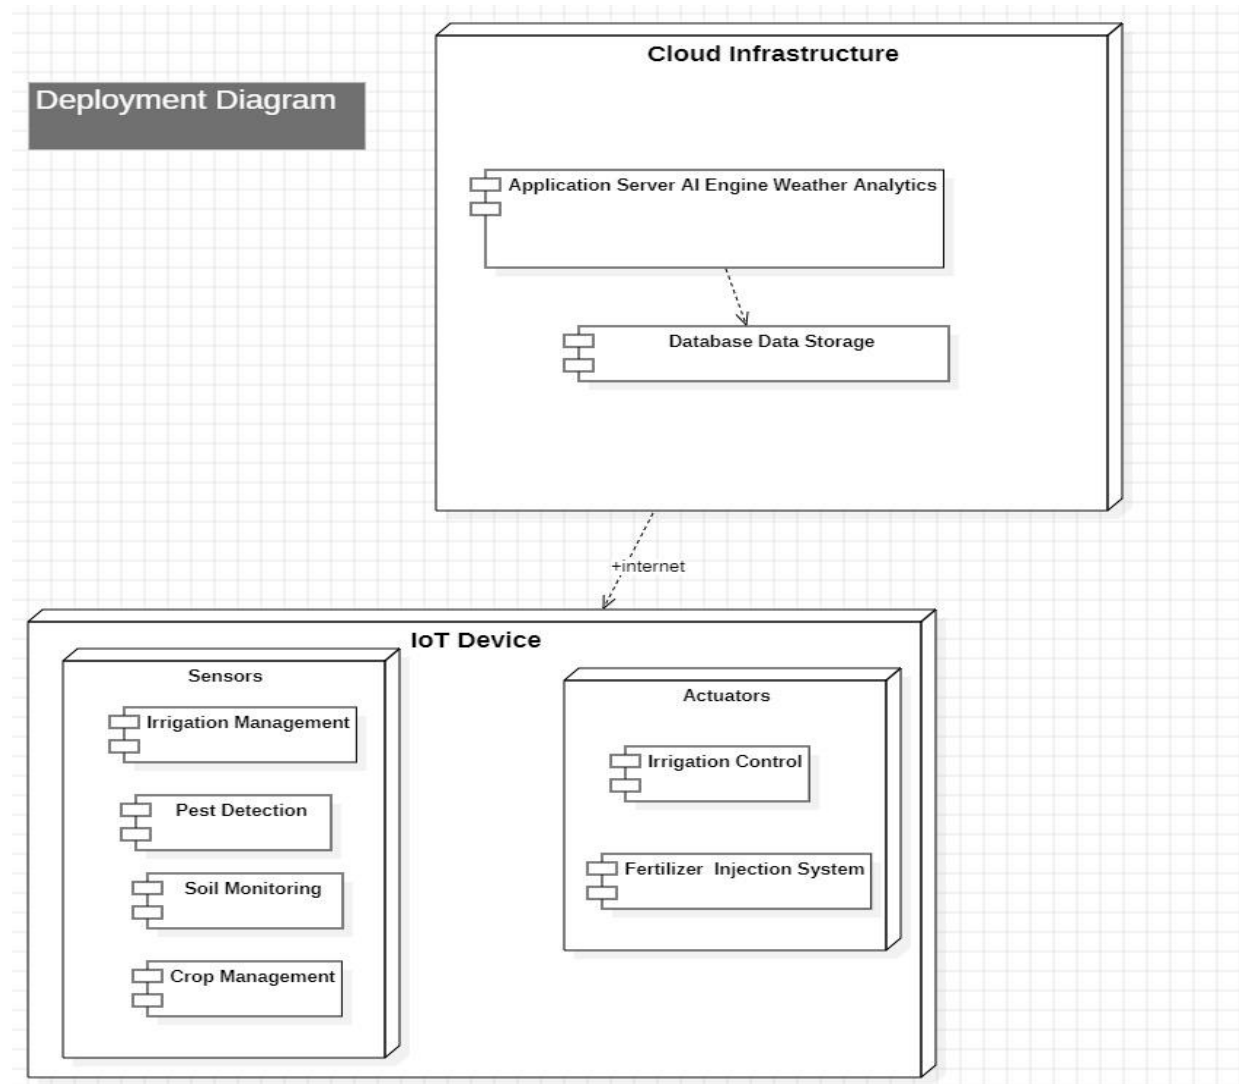 Cloud Infrastructure
Deployment Diagram
Application Server AI Engine Weather Analytics
Database Data Storage
+internet
IoT Device
Sensors
Irrigation Management
Pest Detection
Soil Monitoring
Crop Management
Actuators
Irrigation Control
Fertilizer  Injection System